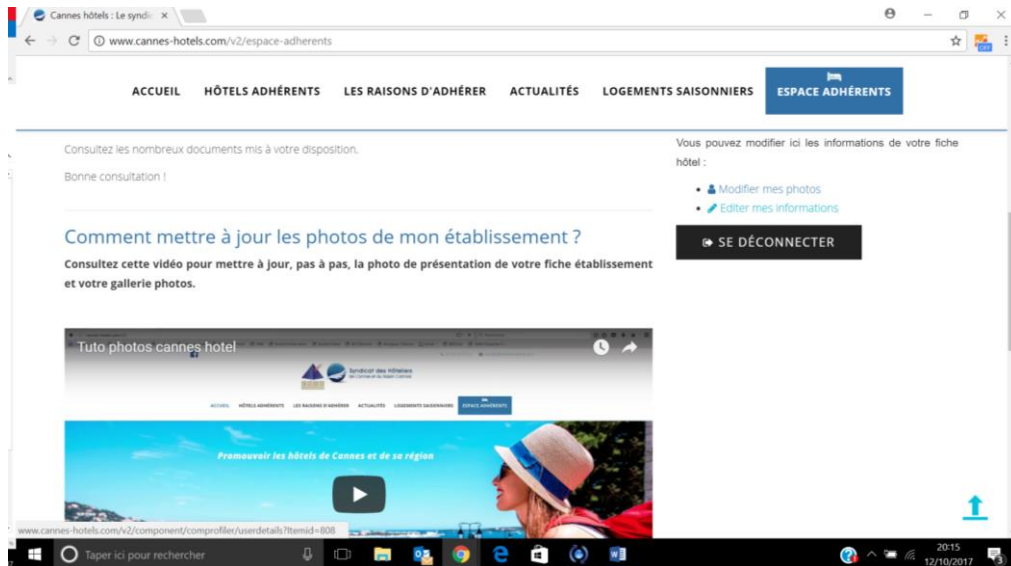 Cannes hôtels : Le syndic
www.cannes-hotels.com/v2/espace-adherents
OFF
ACCUEIL HÔTELS ADHÉRENTS LES RAISONS D'ADHÉRER ACTUALITÉS LOGEMENTS SAISONNIERS ESPACE ADHÉRENTS
Consultez les nombreux documents mis à votre disposition.
Bonne consultation !
Vous pouvez modifier ici les informations de votre fiche
hôtel :
Modifier mes photos
Editer mes informations
SE DÉCONNECTER
Comment mettre à jour les photos de mon établissement ?
Consultez cette vidéo pour mettre à jour, pas à pas, la photo de présentation de votre fiche établissement
et votre gallerie photos.
Tuto photos cannes hotel
Syndicat des Hôteliers
ACCUEIL HÔTELS ADHÉRENTS LES RAISONS D'ADHÉRER ACTUALITÉS LOGEMENTS SAISONNIERS ESPACE ADHÉRENTS
Promouvoir les hôtels de Cannes et de sa région
www.cannes-hotels.com/v2/component/comprofiler/userdetails?Itemid=808
Taper ici pour rechercher
20:15
12/10/2017